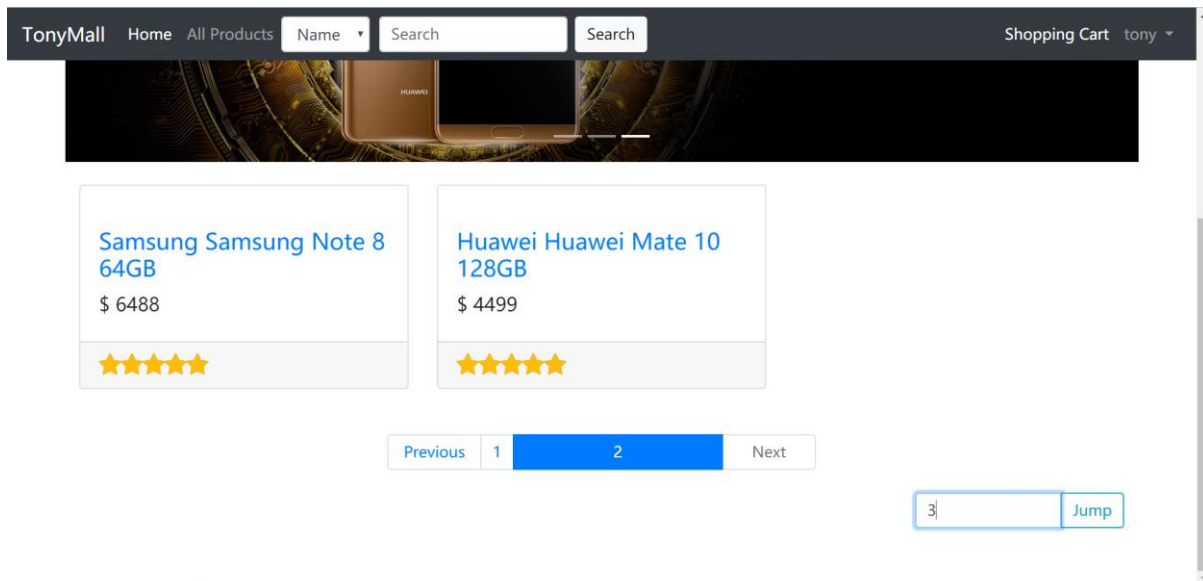 TonyMall Home All Products Name Search Search Shopping Cart tony
HUAWEI
Samsung Samsung Note 8
64GB
$ 6488
Huawei Huawei Mate 10
128GB
$ 4499
Previous 1 2 Next
3 Jump